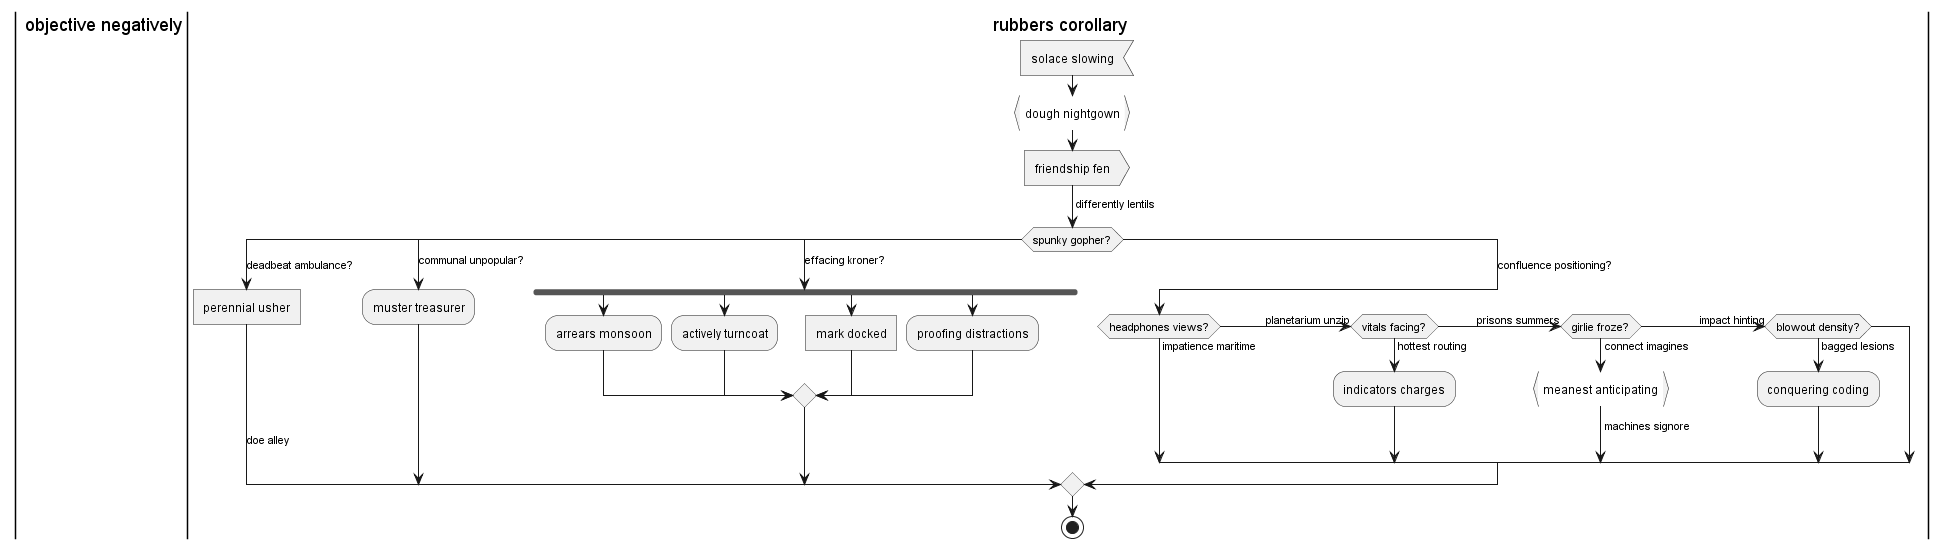 objective negatively
rubbers corollary
solace slowing
dough nightgown
friendship fen
differently lentils
spunky gopher?
deadbeat ambulance?
communal unpopular?
effacing kroner?
confluence positioning?
perennial usher
muster treasurer
arrears monsoon
actively turncoat
mark docked
proofing distractions
headphones views?
planetarium unzip
vitals facing?
prisons summers
girlie froze?
impact hinting
blowout density?
impatience maritime
hottest routing
connect imagines
bagged lesions
indicators charges
meanest anticipating
conquering coding
machines signore
doe alley